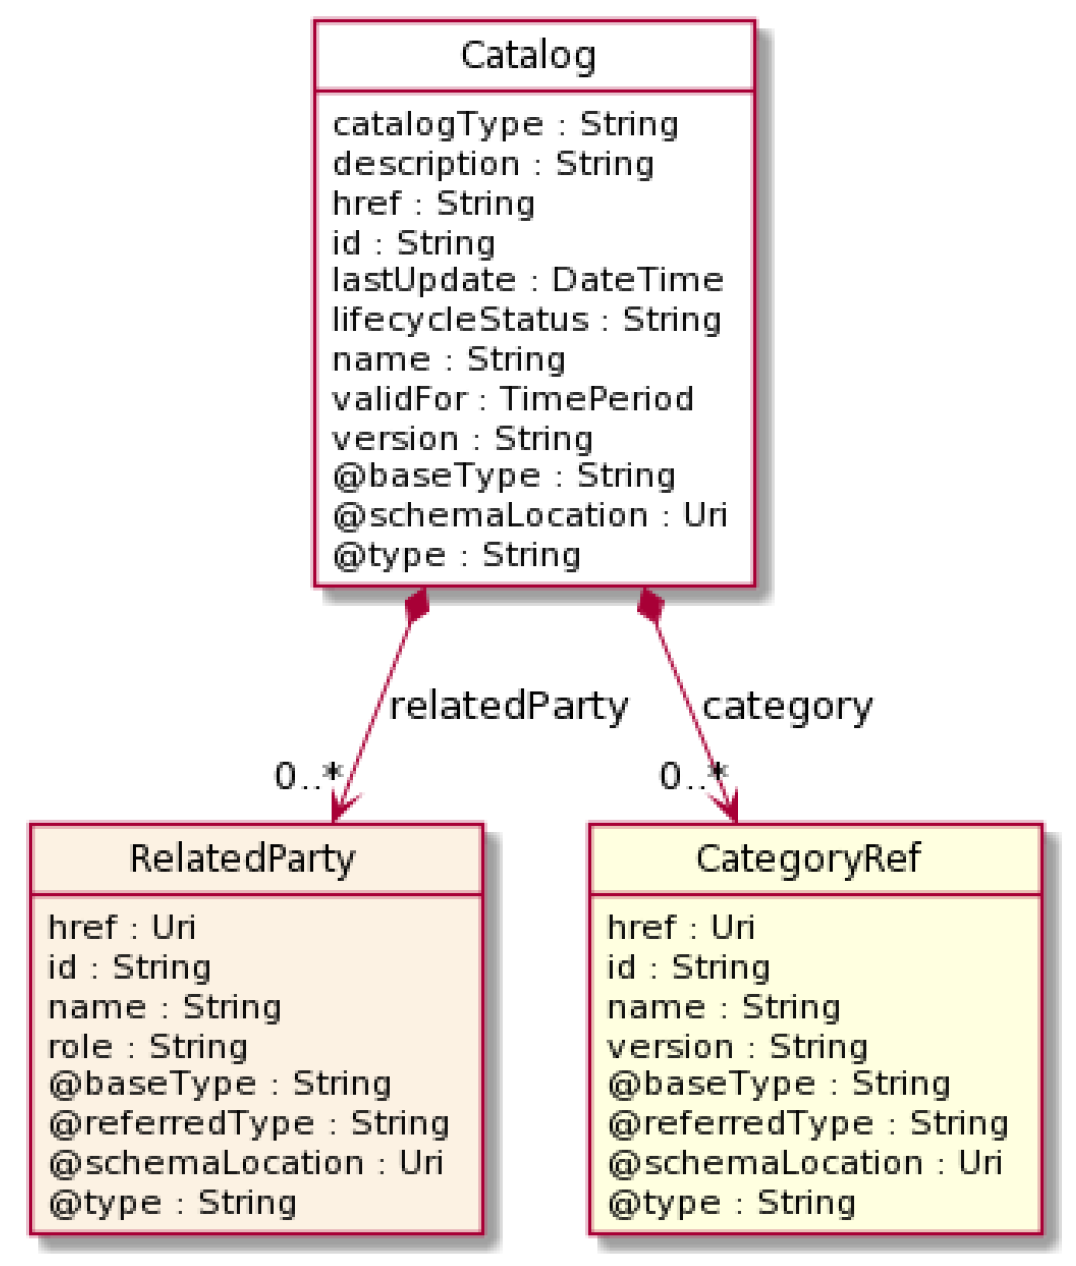 Catalog
catalogType : String
description : String
href : String
id : String
lastUpdate : DateTime
lifecycleStatus : String
name : String
validFor : TimePeriod
version : String
@baseType : String
@schemaLocation : Uri
@type : String
relatedParty
category
0..*
0..*
RelatedParty
href : Uri
id : String
name : String
role : String
@baseType : String
@referredType : String
@schemaLocation : Uri
@type : String
CategoryRef
href : Uri
id : String
name : String
version : String
@baseType : String
@referredType : String
@schemaLocation : Uri
@type : String